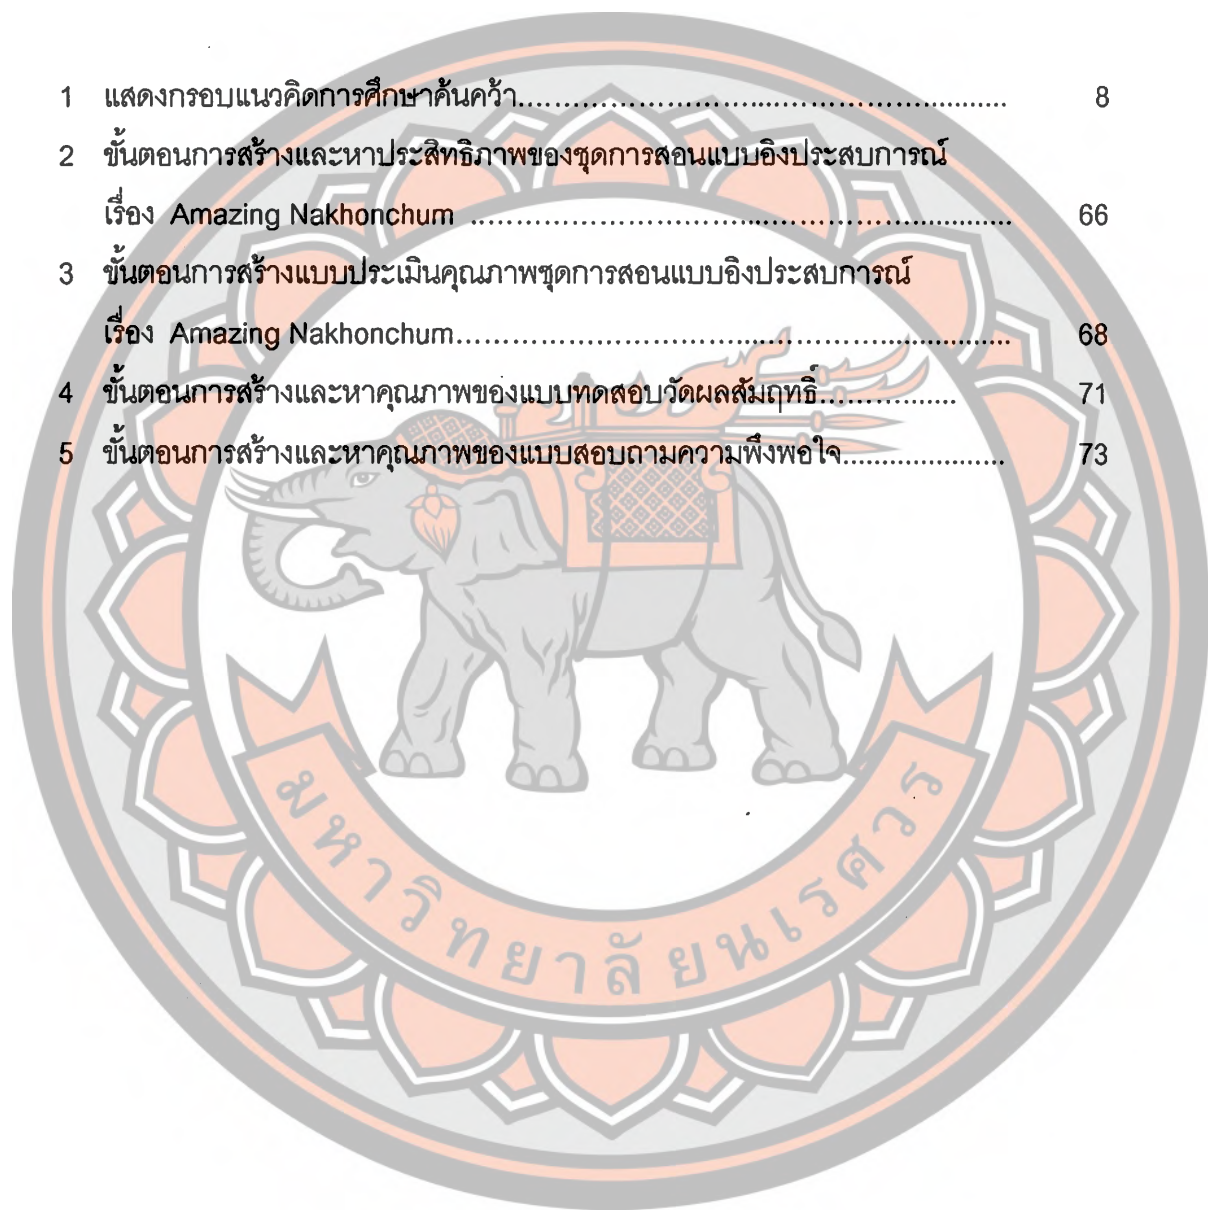 1 แสดงกรอบแนวคิดการศึกษาค้นคว้า...................................................... 8
2 ขั้นตอนการสร้างและหาประสิทธิภาพของชุดการสอนแบบอิงประสบการณ์
เรื่อง Amazing Nakhonchum ............................................................ 66
3 ขั้นตอนการสร้างแบบประเมินคุณภาพชุดการสอนแบบอิงประสบการณ์
เรื่อง Amazing Nakhonchum.............................................................. 68
4 ขั้นตอนการสร้างและหาคุณภาพของแบบทดสอบวัดผลสัมฤทธิ์................ 71
5 ขั้นตอนการสร้างและหาคุณภาพของแบบสอบถามความพึงพอใจ..................... 73
มหาวิทยาลัยนเรศวร